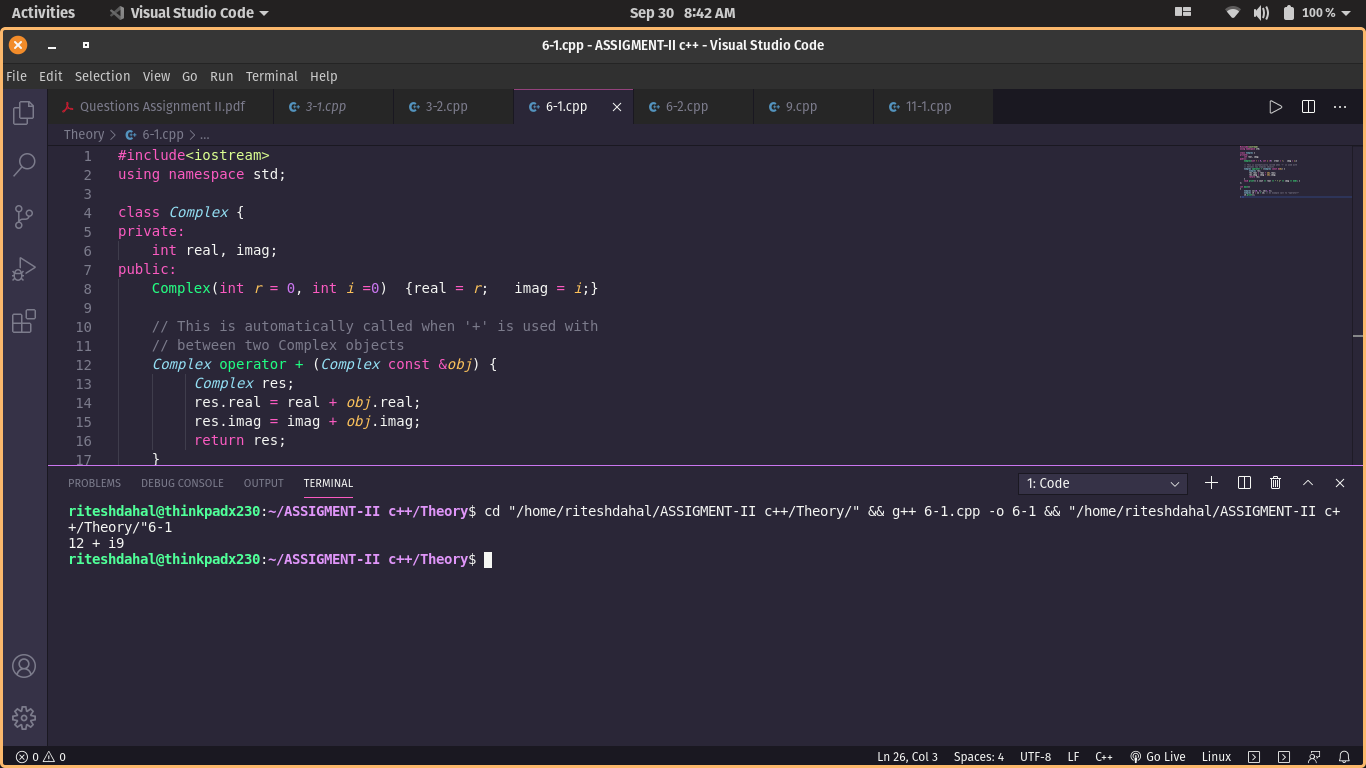 Activities Visual Studio Code Sep 30 8:42 AM 100 %
6-1.cpp - ASSIGMENT-II c++ - Visual Studio Code
File Edit Selection View Go Run Terminal Help
Questions Assignment II.pdf 3-1.cpp 3-2.cpp 6-1.cpp 6-2.cpp 9.cpp 11-1.cpp
Theory > 6-1.cpp > ...
1 #include<iostream>
2 using namespace std;
3
4 class Complex {
5 private:
6 int real, imag;
7 public:
8 Complex(int r = 0, int i =0) {real = r; imag = i;}
9
10 // This is automatically called when '+' is used with
11 // between two Complex objects
12 Complex operator + (Complex const &obj) {
13 Complex res;
14 res.real = real + obj.real;
15 res.imag = imag + obj.imag;
16 return res;
17 }
PROBLEMS DEBUG CONSOLE OUTPUT TERMINAL 1: Code
riteshdahal@thinkpadx230:~/ASSIGMENT-II c++/Theory$ cd "/home/riteshdahal/ASSIGMENT-II c++/Theory/" && g++ 6-1.cpp -o 6-1 && "/home/riteshdahal/ASSIGMENT-II c+
+/Theory/"6-1
12 + i9
riteshdahal@thinkpadx230:~/ASSIGMENT-II c++/Theory$
0 0 Ln 26, Col 3 Spaces: 4 UTF-8 LF C++ Go Live Linux